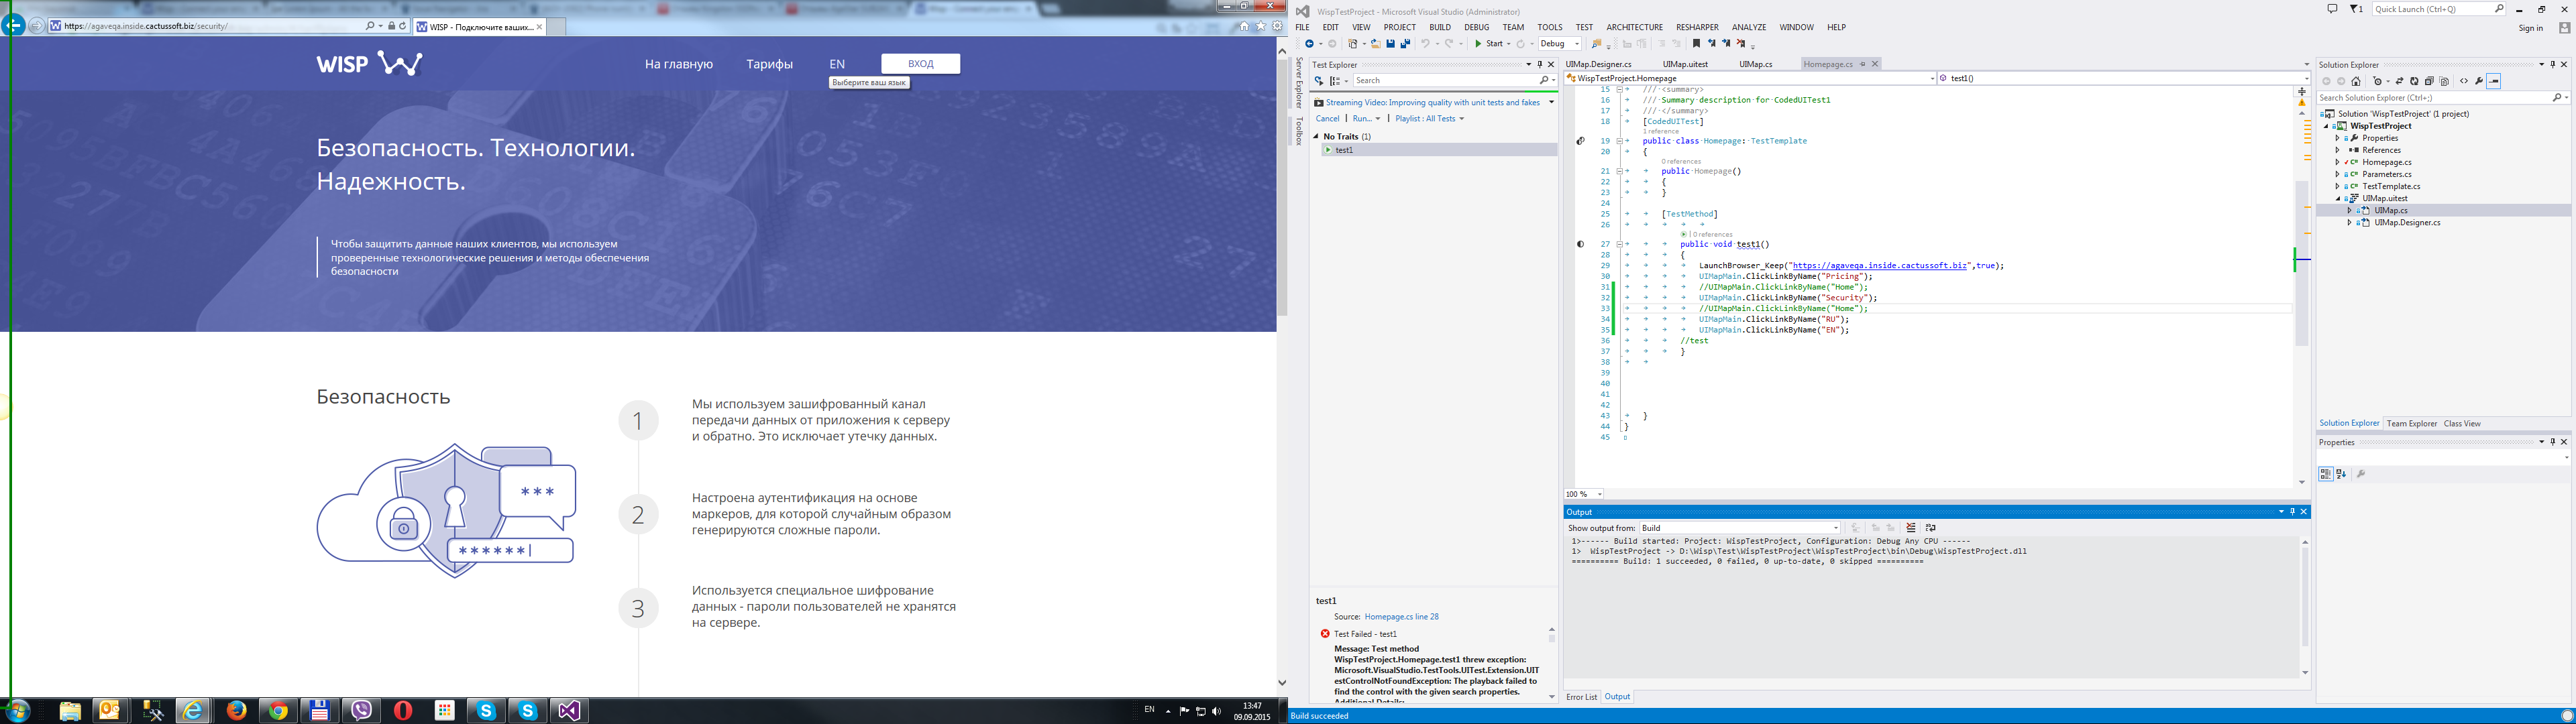 https://agaveqa.inside.cactussoft.biz/security/
WISP - Подключите ваших...
WISP
На главную
Тарифы
EN
ВХОД
Выберите ваш язык
Безопасность. Технологии.
Надежность.
Чтобы защитить данные наших клиентов, мы используем
проверенные технологические решения и методы обеспечения
безопасности
Безопасность
1
Мы используем зашифрованный канал
передачи данных от приложения к серверу
и обратно. Это исключает утечку данных.
2
Настроена аутентификация на основе
маркеров, для которой случайным образом
генерируются сложные пароли.
3
Используется специальное шифрование
данных - пароли пользователей не хранятся
на сервере.
EN
13:47
09.09.2015
WispTestProject - Microsoft Visual Studio (Administrator)
1
Quick Launch (Ctrl+Q)
FILE EDIT VIEW PROJECT BUILD DEBUG TEAM TOOLS TEST ARCHITECTURE RESHARPER ANALYZE WINDOW HELP
Sign in
Start
Debug
Server Explorer
Toolbox
Test Explorer
Search
Streaming Video: Improving quality with unit tests and fakes
Cancel | Run... | Playlist : All Tests
No Traits (1)
test1
test1
Source: Homepage.cs line 28
Test Failed - test1
Message: Test method
WispTestProject.Homepage.test1 threw exception:
Microsoft.VisualStudio.TestTools.UITest.Extension.UIT
estControlNotFoundException: The playback failed to
find the control with the given search properties.
Additional Details:
UIMap.Designer.cs UIMap.uitest UIMap.cs Homepage.cs
WispTestProject.Homepage
test1()
15 /// <summary>
16 /// Summary description for CodedUITest1
17 /// </summary>
18 [CodedUITest]
1 reference
19 public class Homepage: TestTemplate
20 {
0 references
21 public Homepage()
22 {
23 }
24
25 [TestMethod]
26
0 references
27 public void test1()
28 {
29 LaunchBrowser_Keep("https://agaveqa.inside.cactussoft.biz",true);
30 UIMapMain.ClickLinkByName("Pricing");
31 //UIMapMain.ClickLinkByName("Home");
32 UIMapMain.ClickLinkByName("Security");
33 //UIMapMain.ClickLinkByName("Home");
34 UIMapMain.ClickLinkByName("RU");
35 UIMapMain.ClickLinkByName("EN");
36 //test
37 }
38
39
40
41
42
43 }
44 }
45
100 %
Output
Show output from: Build
1>------ Build started: Project: WispTestProject, Configuration: Debug Any CPU ------
1> WispTestProject -> D:\Wisp\Test\WispTestProject\WispTestProject\bin\Debug\WispTestProject.dll
========== Build: 1 succeeded, 0 failed, 0 up-to-date, 0 skipped ==========
Error List Output
Build succeeded
Solution Explorer
Search Solution Explorer (Ctrl+;)
Solution 'WispTestProject' (1 project)
WispTestProject
Properties
References
Homepage.cs
Parameters.cs
TestTemplate.cs
UIMap.uitest
UIMap.cs
UIMap.Designer.cs
Solution Explorer Team Explorer Class View
Properties